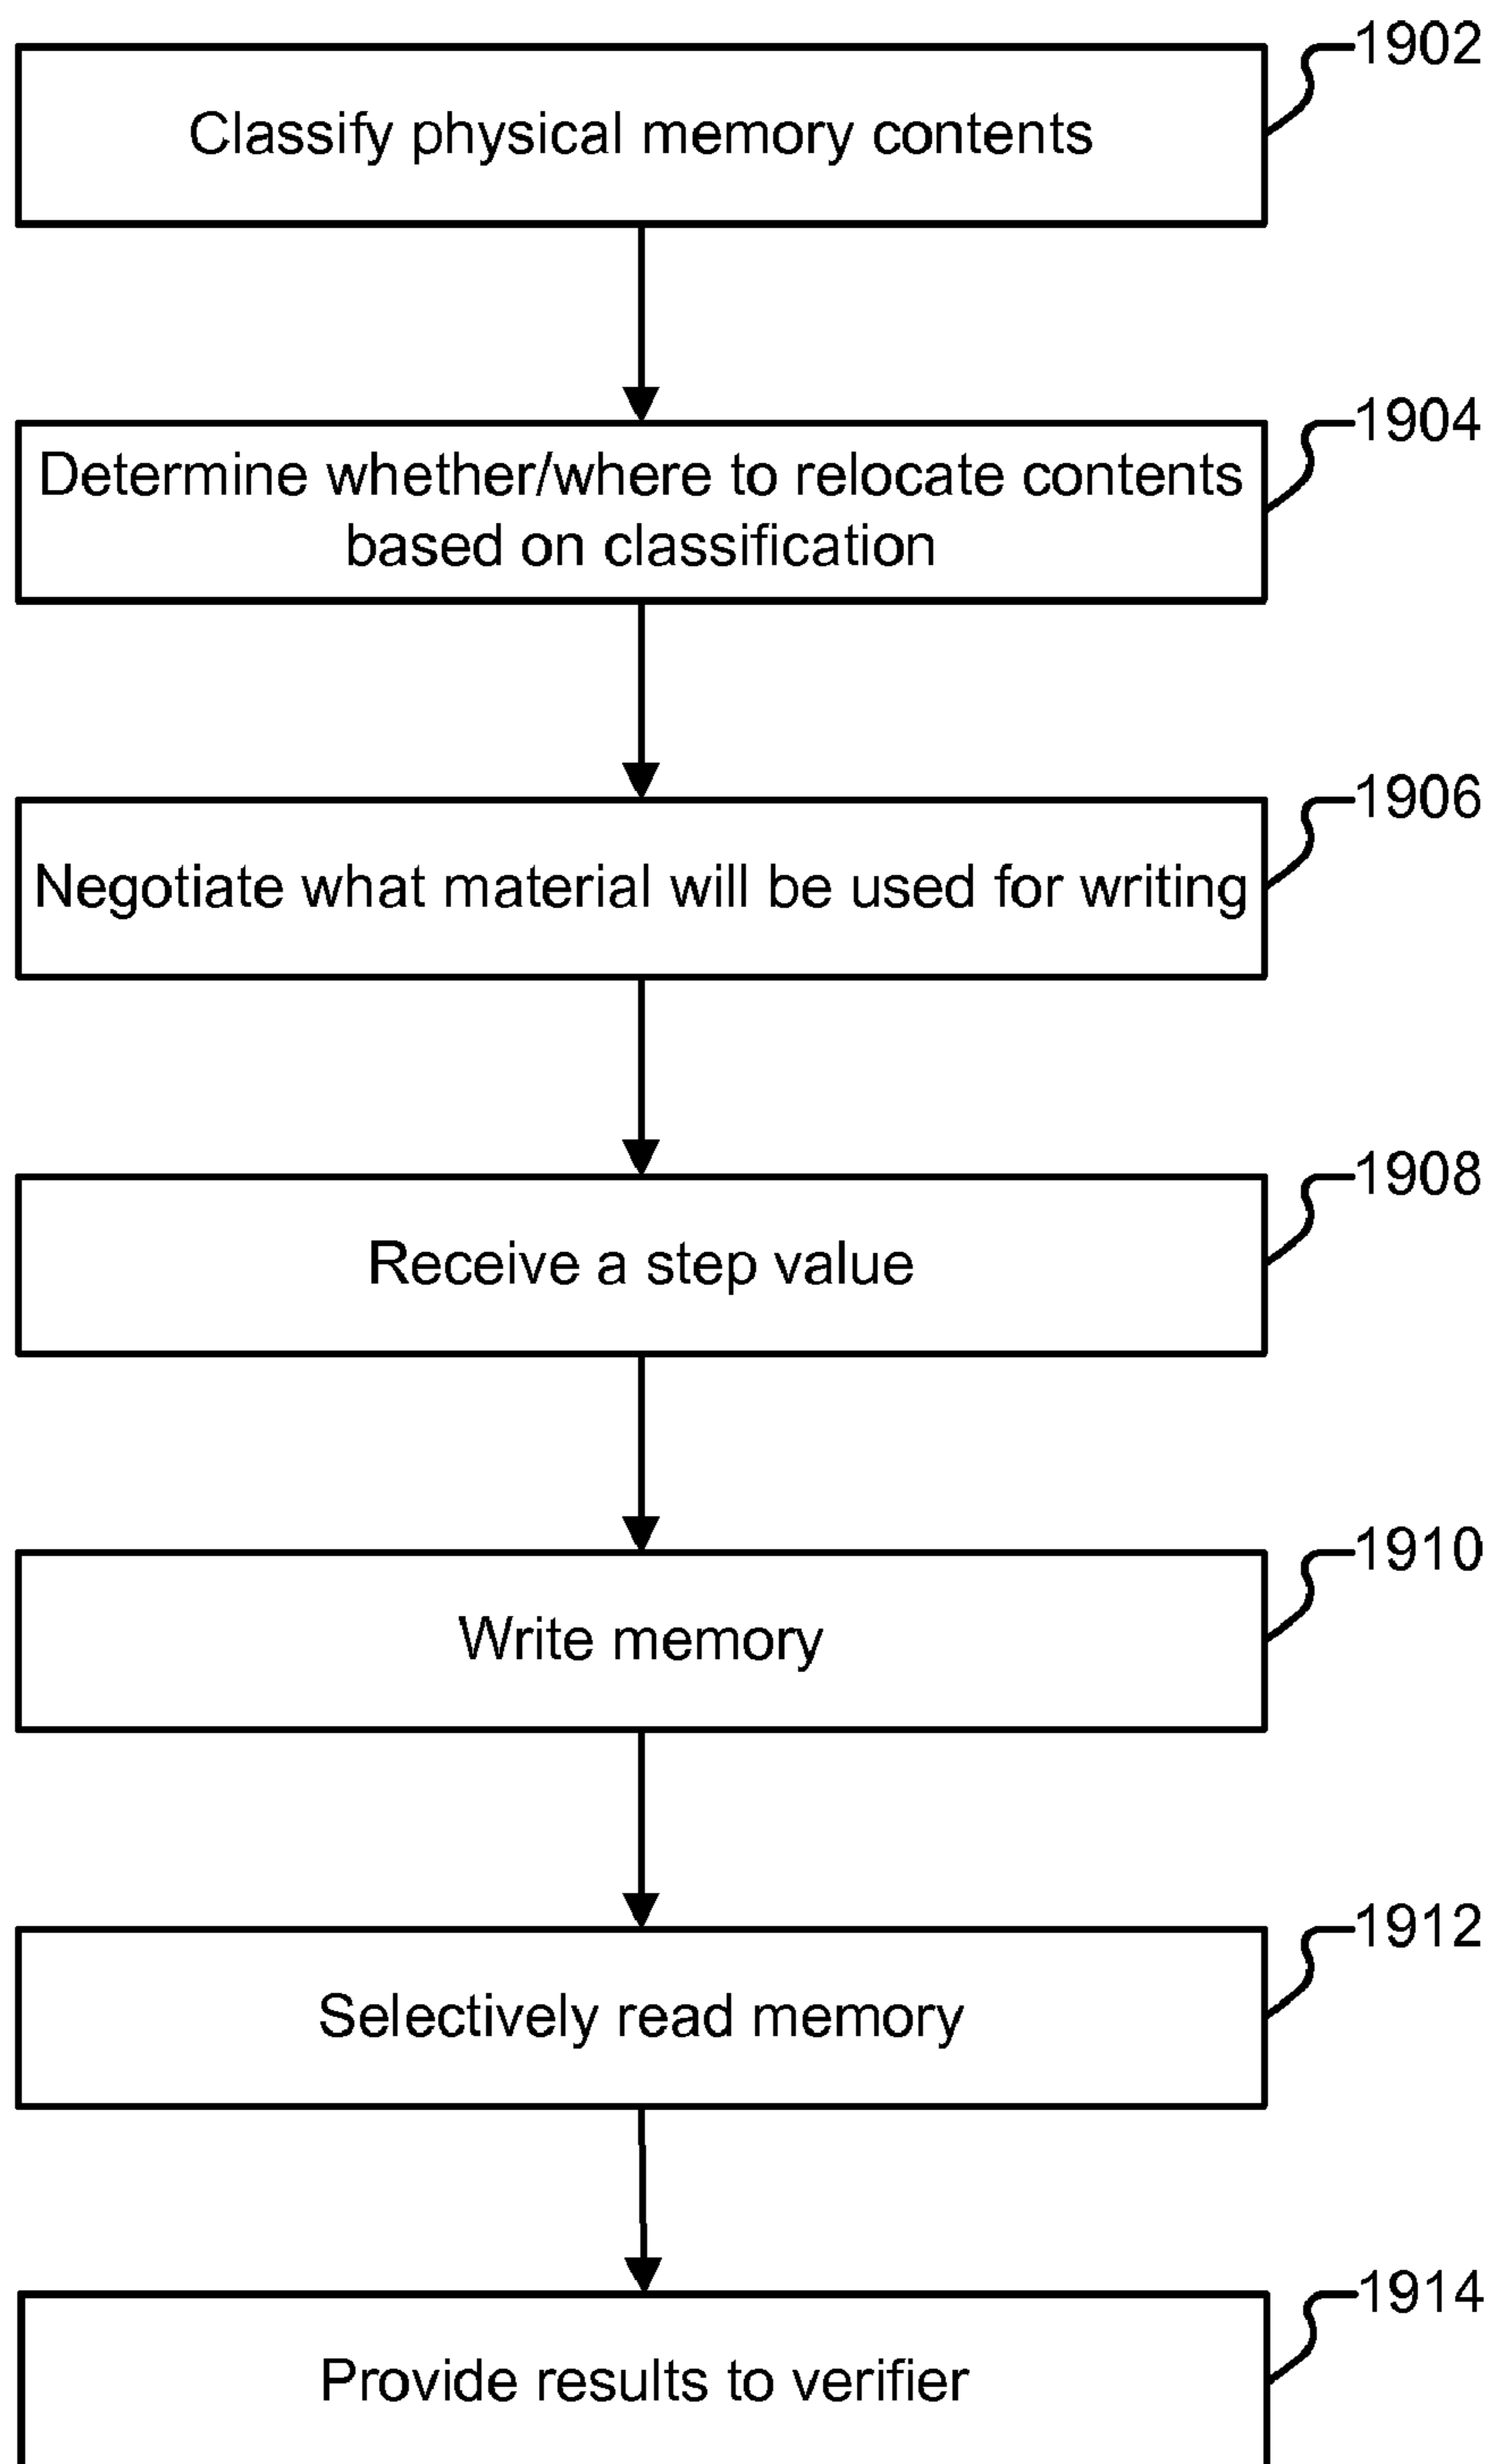 1902
Classify physical memory contents
1904
Determine whether/where to relocate contents
based on classification
1906
Negotiate what material will be used for writing
1908
Receive a step value
1910
Write memory
1912
Selectively read memory
1914
Provide results to verifier